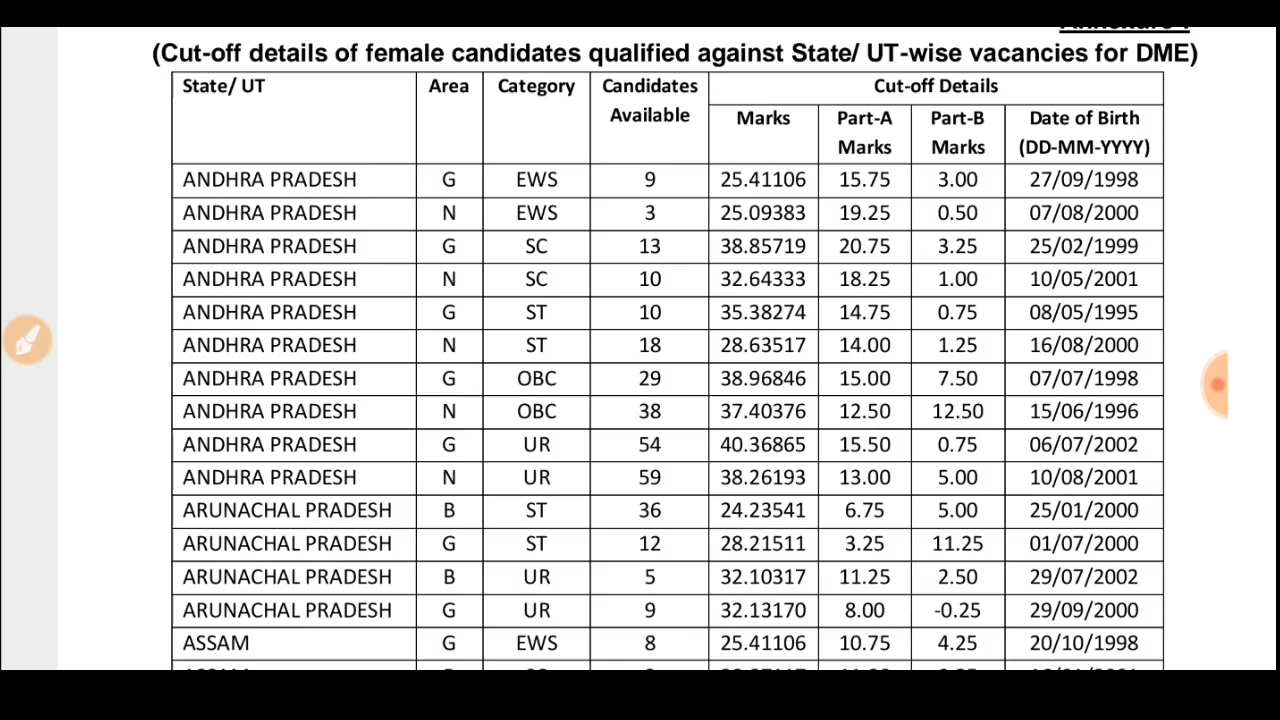 (Cut-off details of female candidates qualified against State/ UT-wise vacancies for DME)
State/ UT Area Category Candidates Available Cut-off Details
Marks Part-A Marks Part-B Marks Date of Birth (DD-MM-YYYY)
ANDHRA PRADESH G EWS 9 25.41106 15.75 3.00 27/09/1998
ANDHRA PRADESH N EWS 3 25.09383 19.25 0.50 07/08/2000
ANDHRA PRADESH G SC 13 38.85719 20.75 3.25 25/02/1999
ANDHRA PRADESH N SC 10 32.64333 18.25 1.00 10/05/2001
ANDHRA PRADESH G ST 10 35.38274 14.75 0.75 08/05/1995
ANDHRA PRADESH N ST 18 28.63517 14.00 1.25 16/08/2000
ANDHRA PRADESH G OBC 29 38.96846 15.00 7.50 07/07/1998
ANDHRA PRADESH N OBC 38 37.40376 12.50 12.50 15/06/1996
ANDHRA PRADESH G UR 54 40.36865 15.50 0.75 06/07/2002
ANDHRA PRADESH N UR 59 38.26193 13.00 5.00 10/08/2001
ARUNACHAL PRADESH B ST 36 24.23541 6.75 5.00 25/01/2000
ARUNACHAL PRADESH G ST 12 28.21511 3.25 11.25 01/07/2000
ARUNACHAL PRADESH B UR 5 32.10317 11.25 2.50 29/07/2002
ARUNACHAL PRADESH G UR 9 32.13170 8.00 -0.25 29/09/2000
ASSAM G EWS 8 25.41106 10.75 4.25 20/10/1998